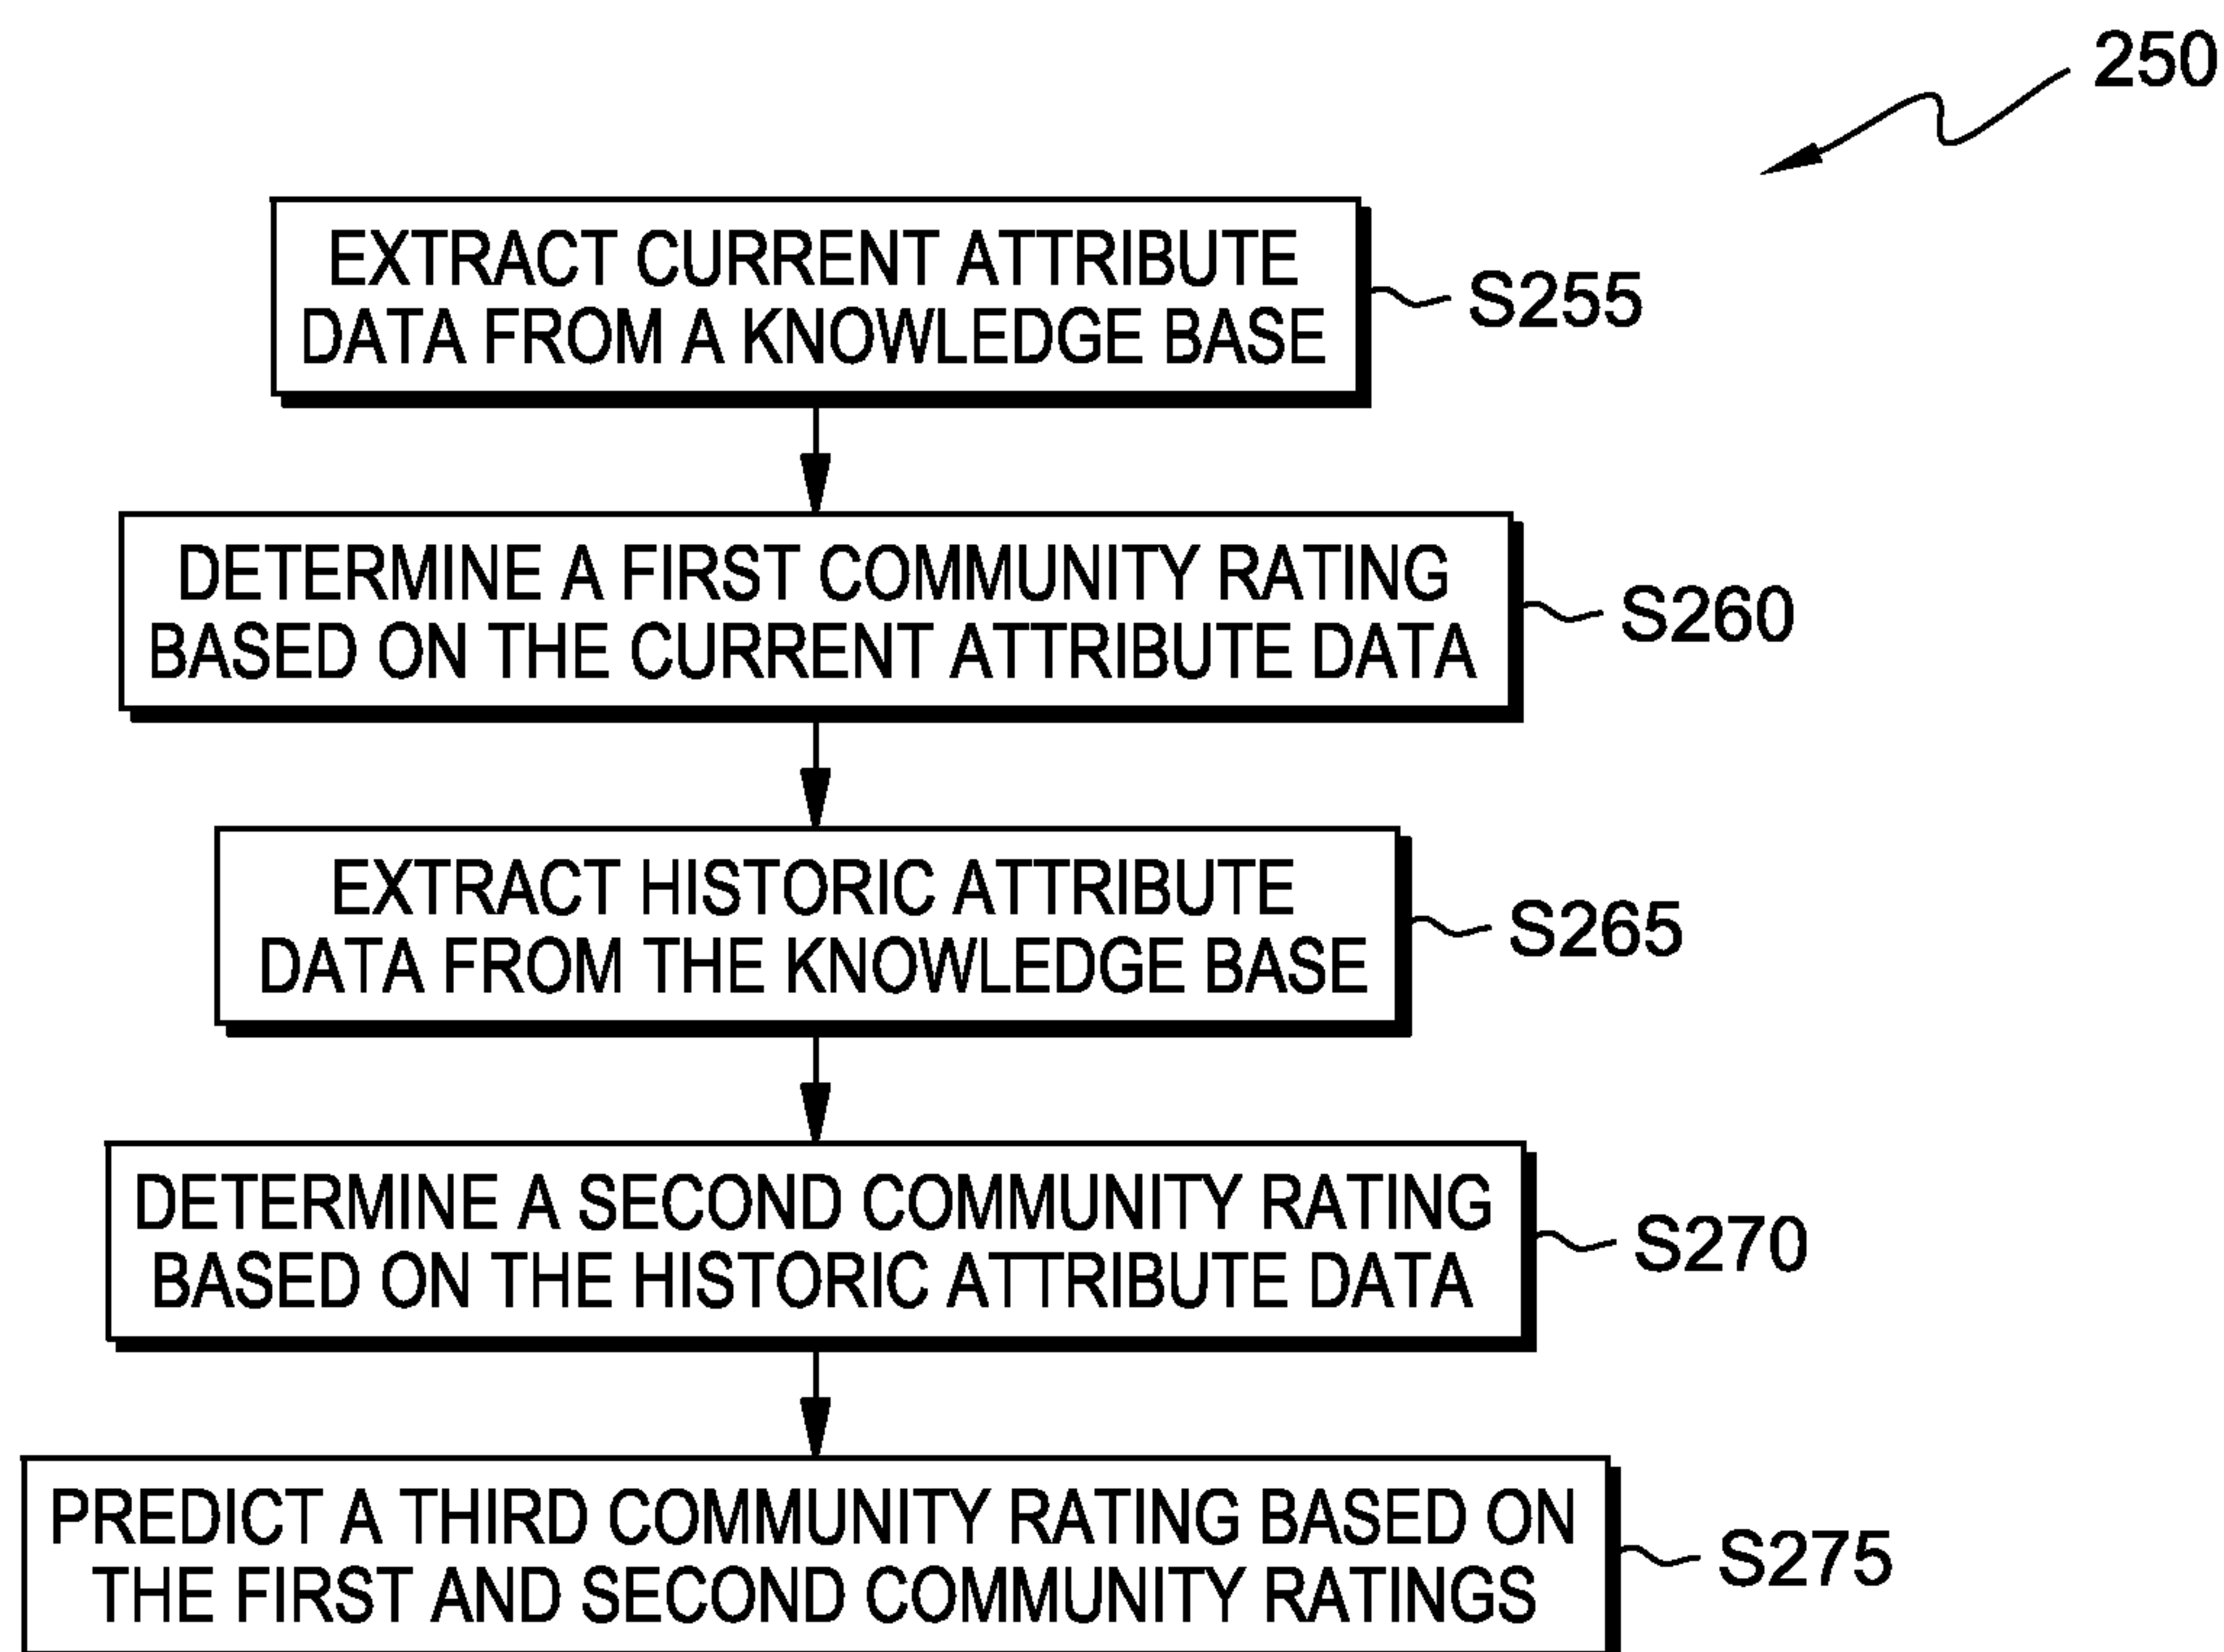 250
EXTRACT CURRENT ATTRIBUTE
DATA FROM A KNOWLEDGE BASE
S255
DETERMINE A FIRST COMMUNITY RATING
BASED ON THE CURRENT ATTRIBUTE DATA
S260
EXTRACT HISTORIC ATTRIBUTE
DATA FROM THE KNOWLEDGE BASE
S265
DETERMINE A SECOND COMMUNITY RATING
BASED ON THE HISTORIC ATTRIBUTE DATA
S270
PREDICT A THIRD COMMUNITY RATING BASED ON
THE FIRST AND SECOND COMMUNITY RATINGS
S275